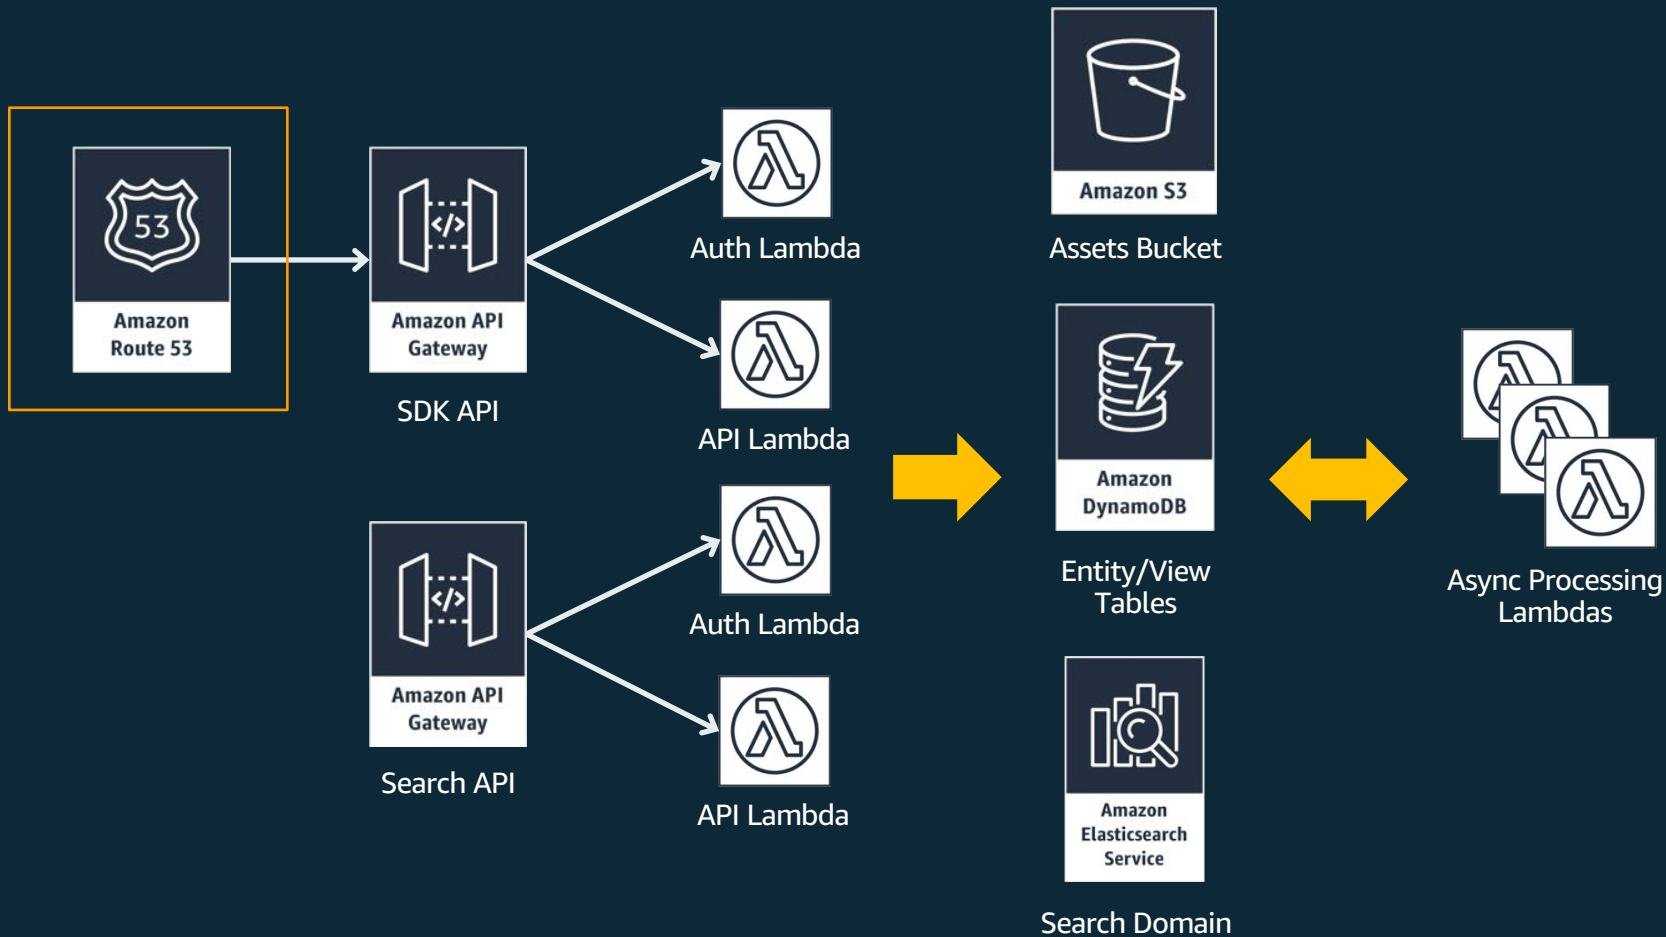 53
Amazon
Route 53
</>
Amazon API
Gateway
SDK API
Auth Lambda
API Lambda
</>
Amazon API
Gateway
Search API
Auth Lambda
API Lambda
Amazon S3
Assets Bucket
Amazon
DynamoDB
Entity/View
Tables
Amazon
Elasticsearch
Service
Search Domain
Async Processing
Lambdas